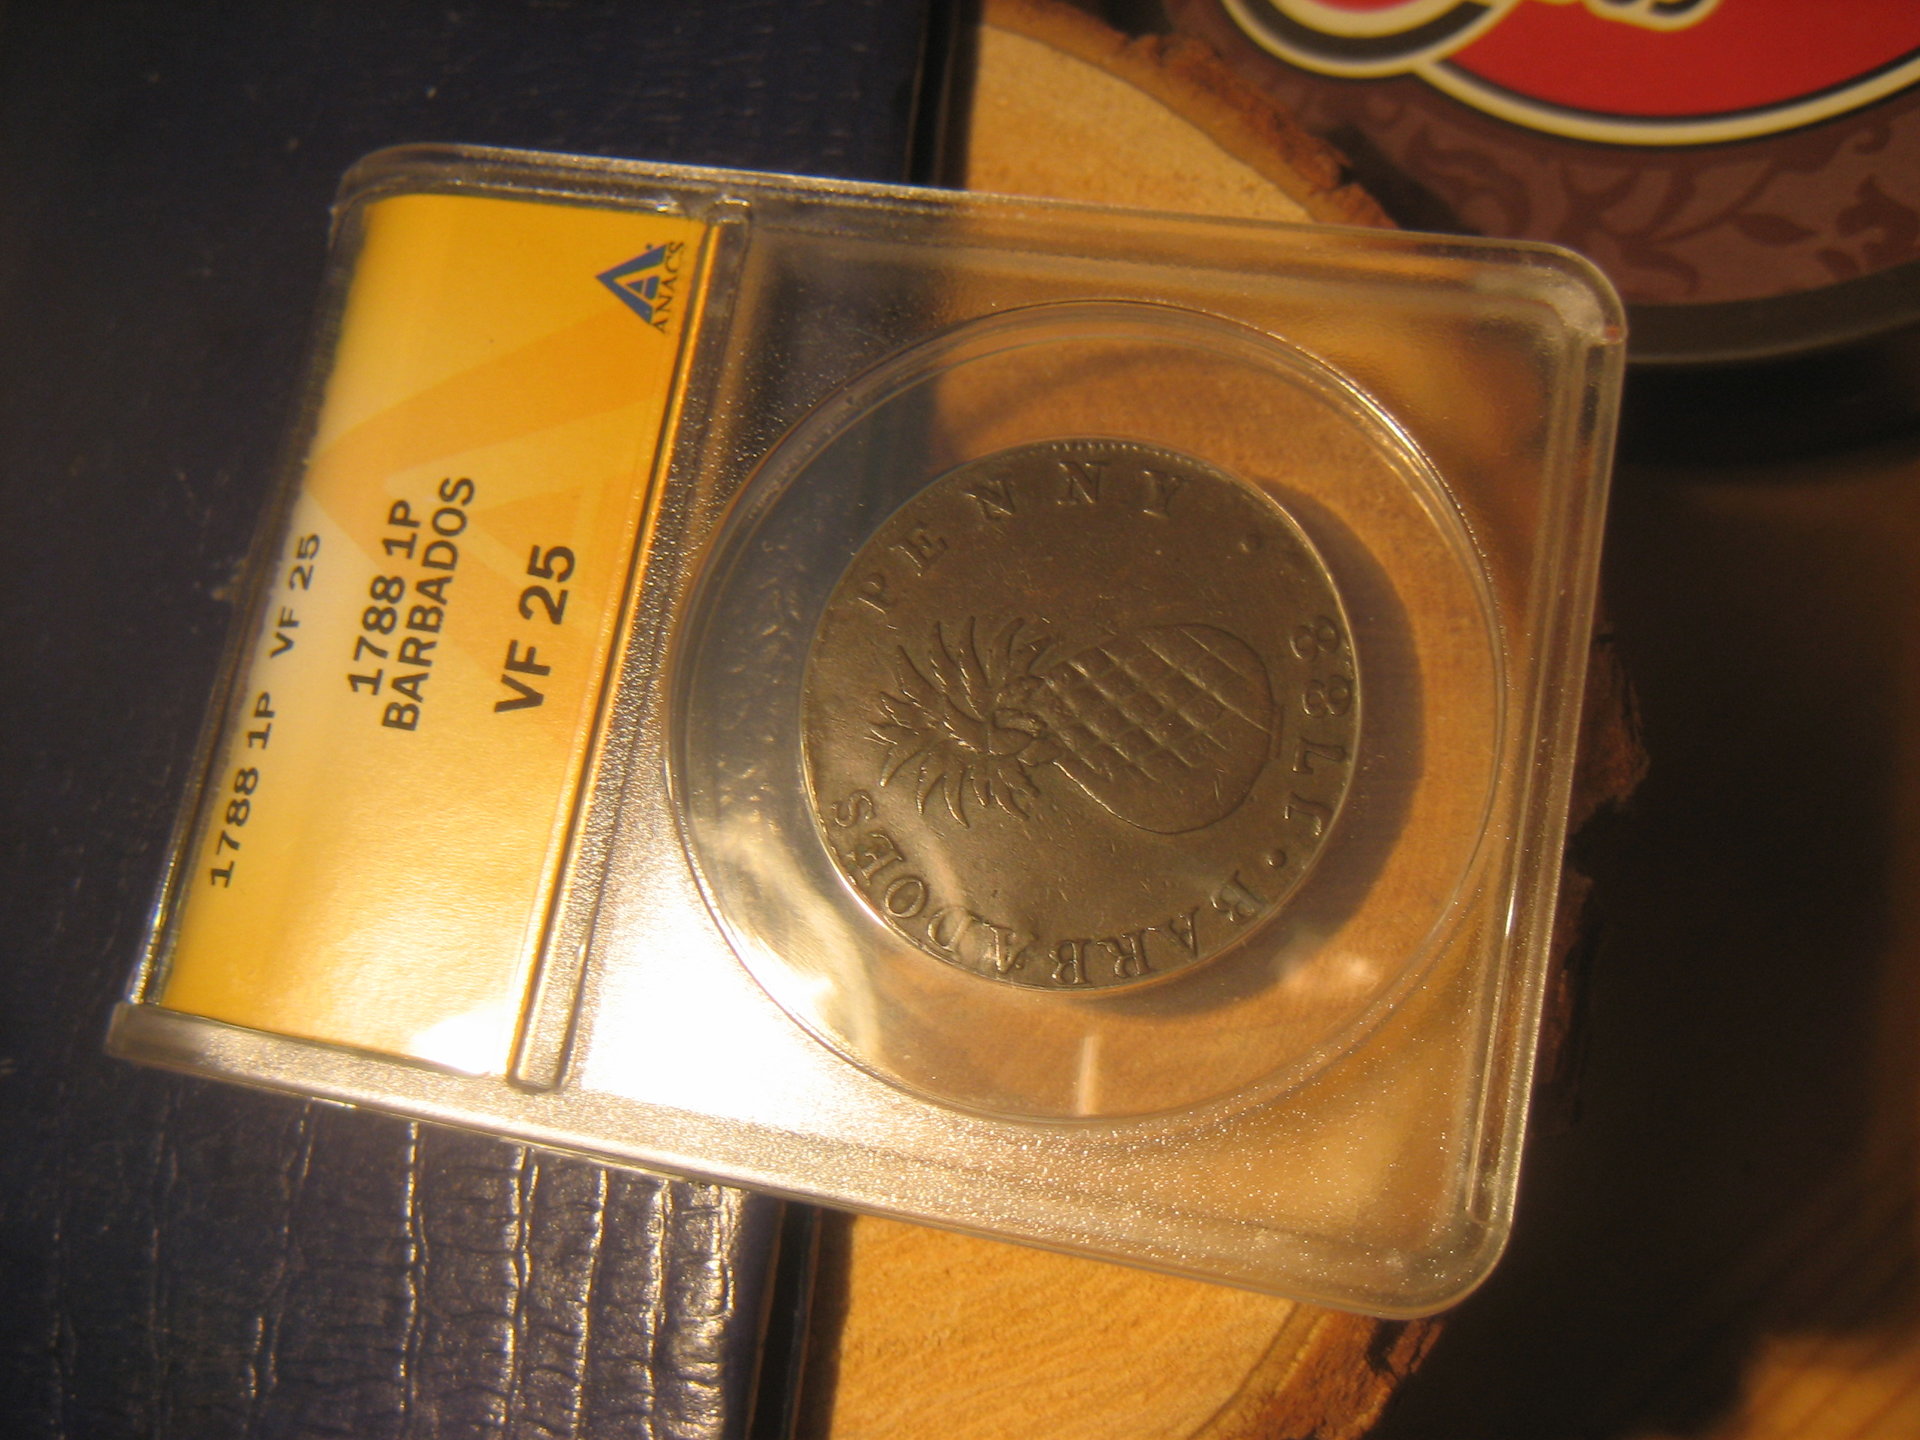 1788 1P VF 25
1788 1P
BARBADOS
VF 25
ANACS
BARBADOES PENNY · 1788 ·